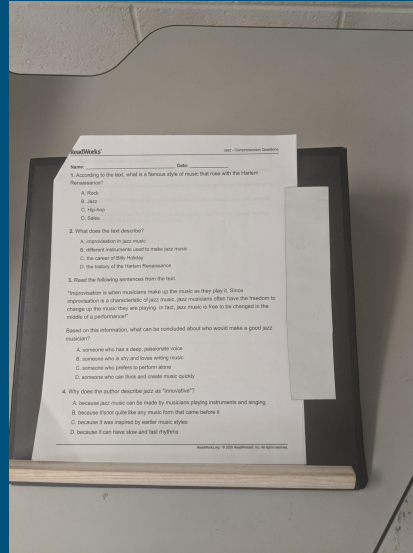 ReadWorks®
Jazz - Comprehension Questions
Name: Date:
1. According to the text, what is a famous style of music that rose with the Harlem
Renaissance?
A. Rock
B. Jazz
C. Hip-hop
D. Salsa
2. What does the text describe?
A. improvisation in jazz music
B. different instruments used to make jazz music
C. the career of Billy Holiday
D. the history of the Harlem Renaissance
3. Read the following sentences from the text.
"Improvisation is when musicians make up the music as they play it. Since
improvisation is a characteristic of jazz music, jazz musicians often have the freedom to
change up the music they are playing. In fact, jazz music is free to be changed in the
middle of a performance!"
Based on this information, what can be concluded about who would make a good jazz
musician?
A. someone who has a deep, passionate voice
B. someone who is shy and loves writing music
C. someone who prefers to perform alone
D. someone who can think and create music quickly
4. Why does the author describe jazz as "innovative"?
A. because jazz music can be made by musicians playing instruments and singing
B. because it's not quite like any music form that came before it
C. because it was inspired by earlier music styles
D. because it can have slow and fast rhythms
ReadWorks.org · © 2020 ReadWorks®, Inc. All rights reserved.